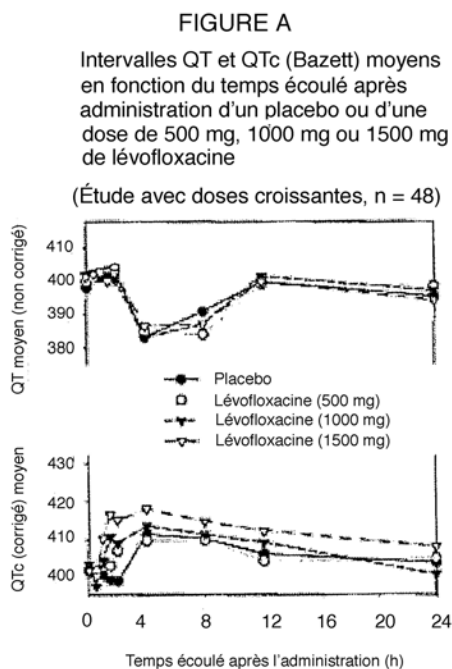 FIGURE A
Intervalles QT et QTc (Bazett) moyens
en fonction du temps écoulé après
administration d'un placebo ou d'une
dose de 500 mg, 1000 mg ou 1500 mg
de lévofloxacine
(Étude avec doses croissantes, n = 48)
QT moyen (non corrigé)
410
400
390
380
Placebo
Lévofloxacine (500 mg)
Lévofloxacine (1000 mg)
Lévofloxacine (1500 mg)
QTc (corrigé) moyen
430
420
410
400
0 4 8 12 16 20 24
Temps écoulé après l'administration (h)